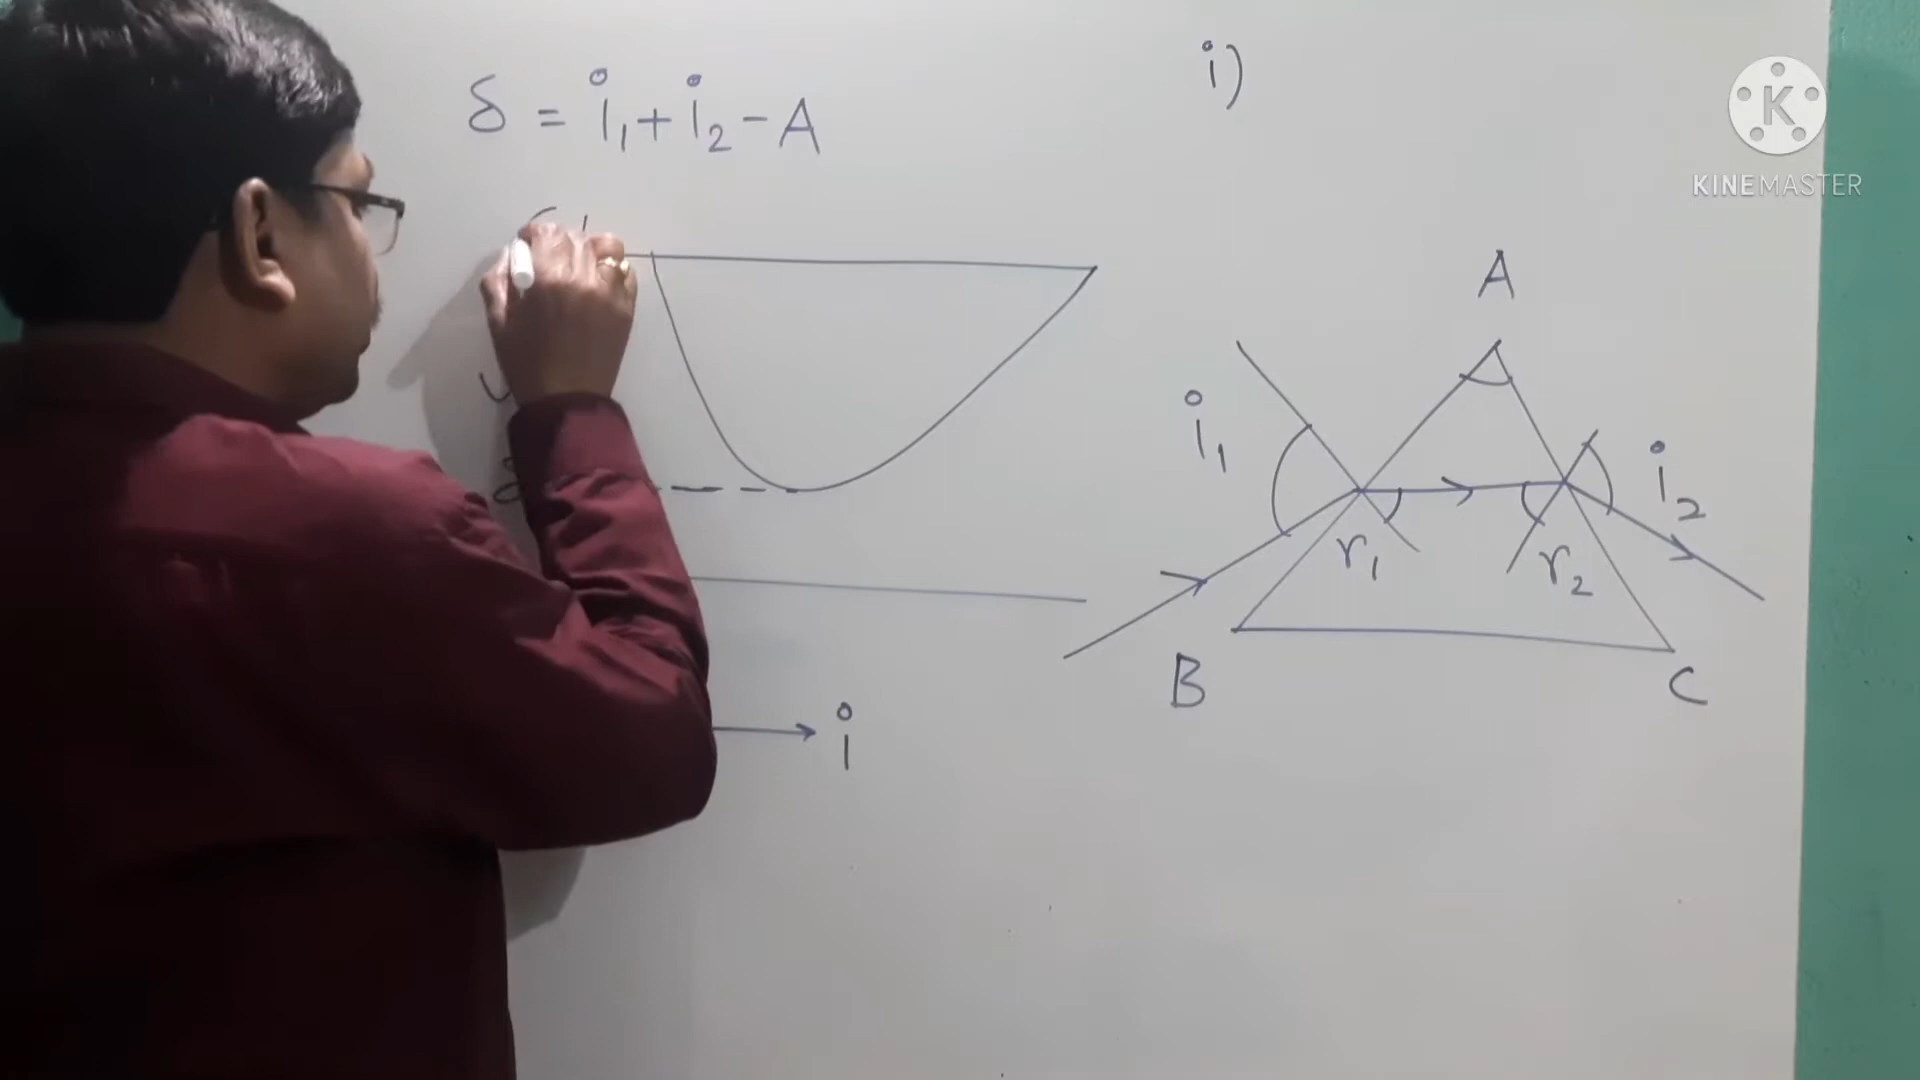 δ = i₁ + i₂ - A
i)
K
KINEMASTER
A
i₁
i₂
r₁
r₂
B
C
i